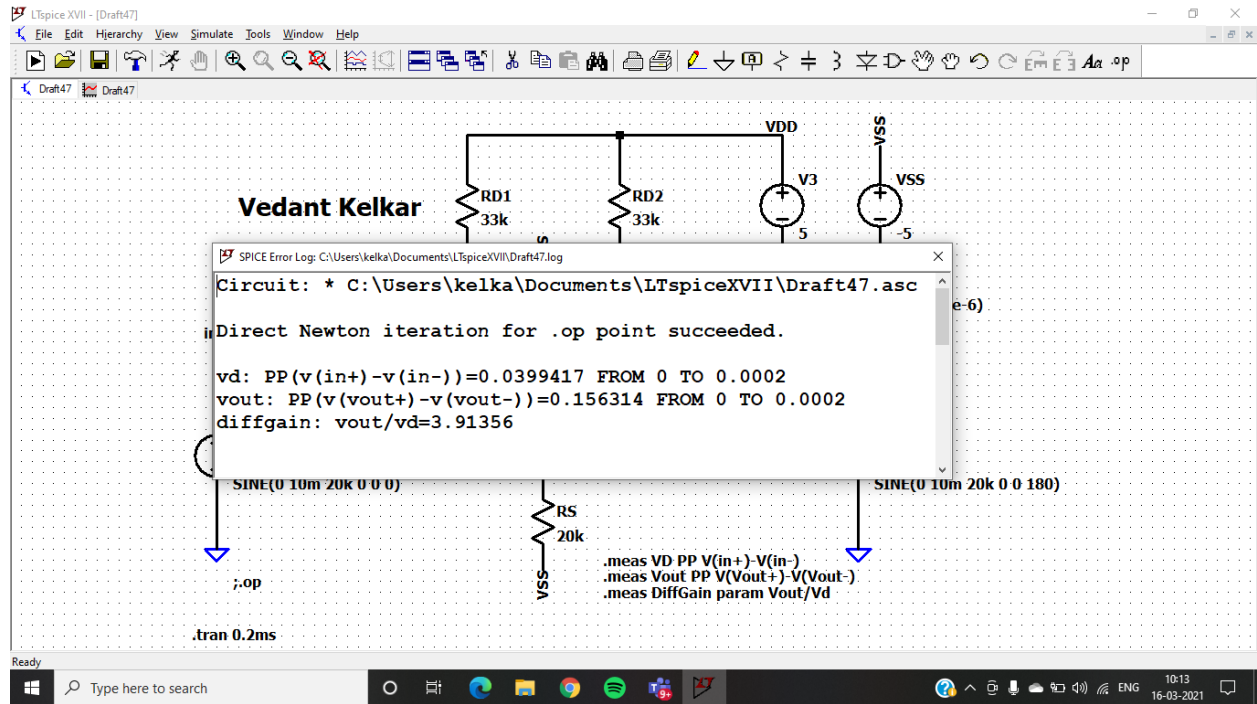 LTspice XVII - [Draft47]
File Edit Hierarchy View Simulate Tools Window Help
Aa .op
Draft47 Draft47
VDD
VSS
RD1
33k
RD2
33k
V3
5
VSS
-5
Vedant Kelkar
SPICE Error Log: C:\Users\kelka\Documents\LTspiceXVII\Draft47.log
Circuit: * C:\Users\kelka\Documents\LTspiceXVII\Draft47.asc
e-6)
Direct Newton iteration for .op point succeeded.
vd: PP(v(in+)-v(in-))=0.0399417 FROM 0 TO 0.0002
vout: PP(v(vout+)-v(vout-))=0.156314 FROM 0 TO 0.0002
diffgain: vout/vd=3.91356
SINE(0 10m 20k 0 0 0)
SINE(0 10m 20k 0 0 180)
RS
20k
VSS
.meas VD PP V(in+)-V(in-)
.meas Vout PP V(Vout+)-V(Vout-)
.meas DiffGain param Vout/Vd
;.op
.tran 0.2ms
Ready
Type here to search
ENG
10:13
16-03-2021